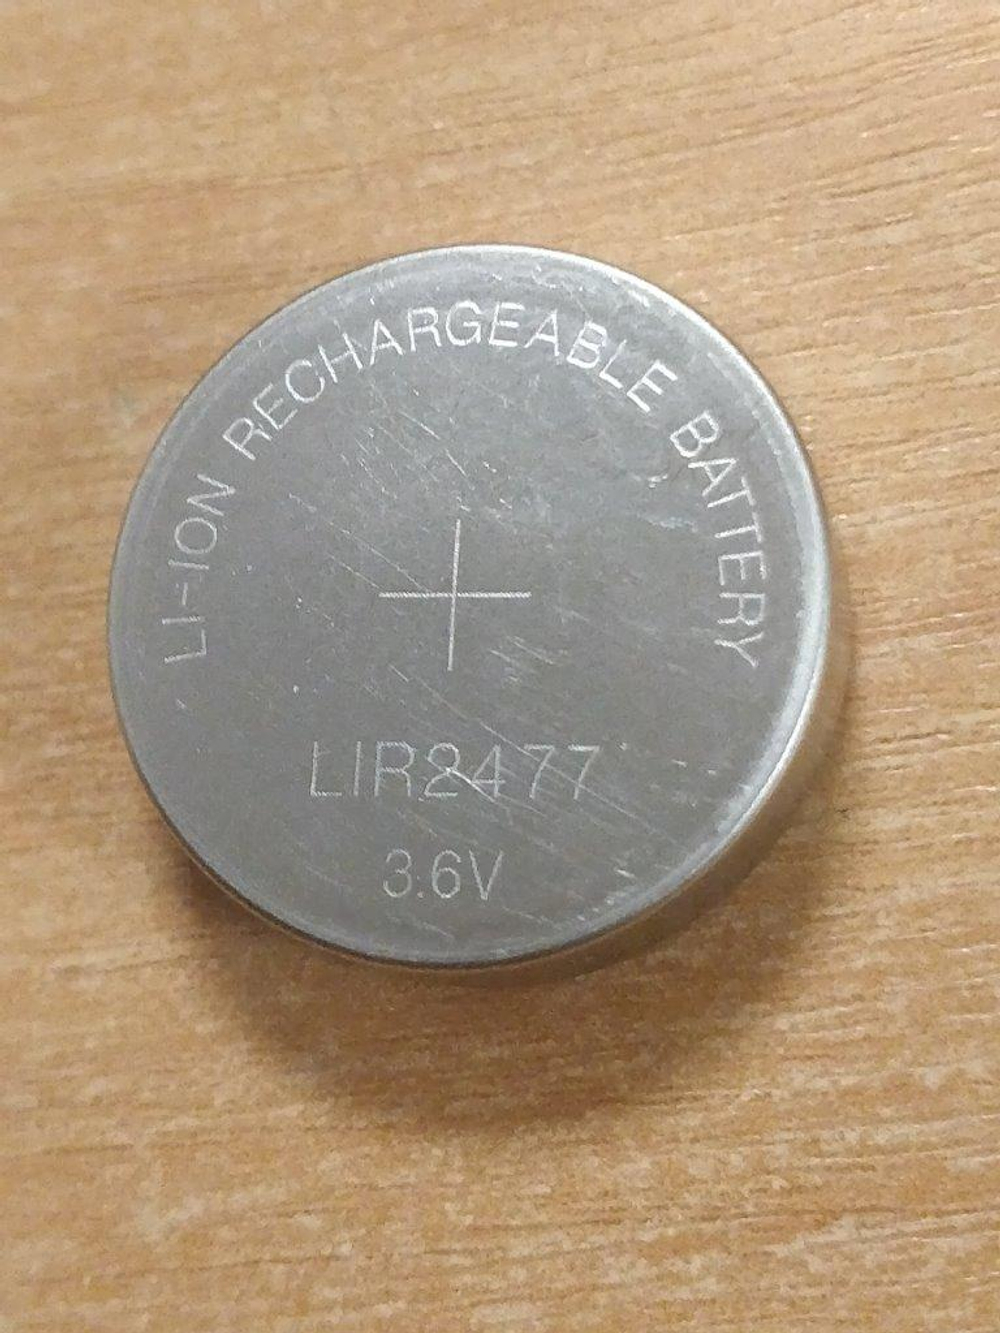 LI-ION RECHARGEABLE BATTERY
+
LIR2477
3.6V